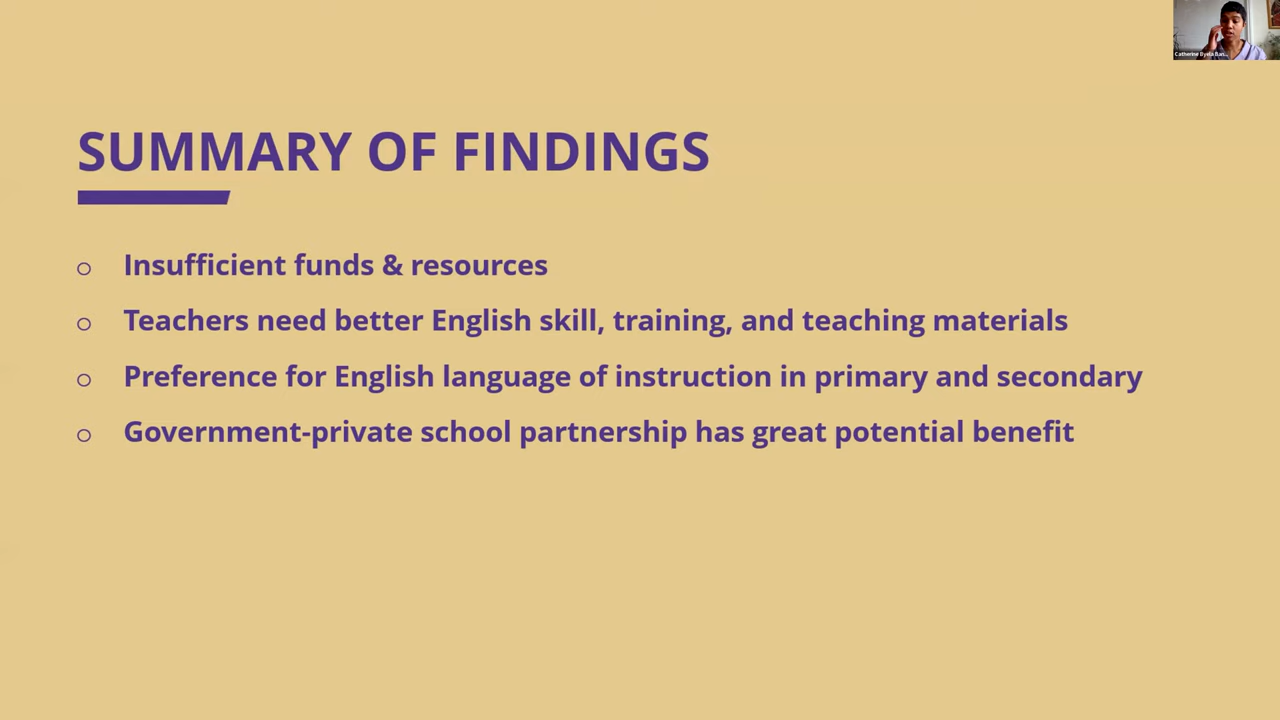 Catherine
SUMMARY OF FINDINGS
o Insufficient funds & resources
o Teachers need better English skill, training, and teaching materials
o Preference for English language of instruction in primary and secondary
o Government-private school partnership has great potential benefit